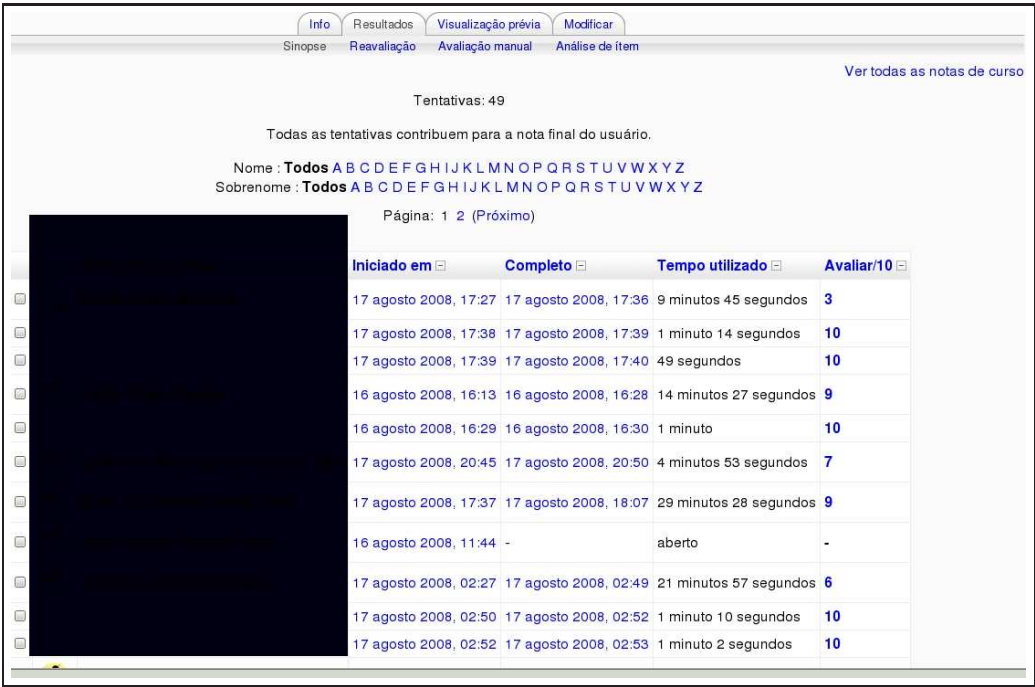 Info Resultados Visualização prévia Modificar
Sinopse Reavaliação Avaliação manual Análise de ítem
Ver todas as notas de curso
Tentativas: 49
Todas as tentativas contribuem para a nota final do usuário.
Nome : Todos A B C D E F G H I J K L M N O P Q R S T U V W X Y Z
Sobrenome : Todos A B C D E F G H I J K L M N O P Q R S T U V W X Y Z
Página: 1 2 (Próximo)
Iniciado em Completo Tempo utilizado Avaliar/10
17 agosto 2008, 17:27 17 agosto 2008, 17:36 9 minutos 45 segundos 3
17 agosto 2008, 17:38 17 agosto 2008, 17:39 1 minuto 14 segundos 10
17 agosto 2008, 17:39 17 agosto 2008, 17:40 49 segundos 10
16 agosto 2008, 16:13 16 agosto 2008, 16:28 14 minutos 27 segundos 9
16 agosto 2008, 16:29 16 agosto 2008, 16:30 1 minuto 10
17 agosto 2008, 20:45 17 agosto 2008, 20:50 4 minutos 53 segundos 7
17 agosto 2008, 17:37 17 agosto 2008, 18:07 29 minutos 28 segundos 9
16 agosto 2008, 11:44 - aberto -
17 agosto 2008, 02:27 17 agosto 2008, 02:49 21 minutos 57 segundos 6
17 agosto 2008, 02:50 17 agosto 2008, 02:52 1 minuto 10 segundos 10
17 agosto 2008, 02:52 17 agosto 2008, 02:53 1 minuto 2 segundos 10